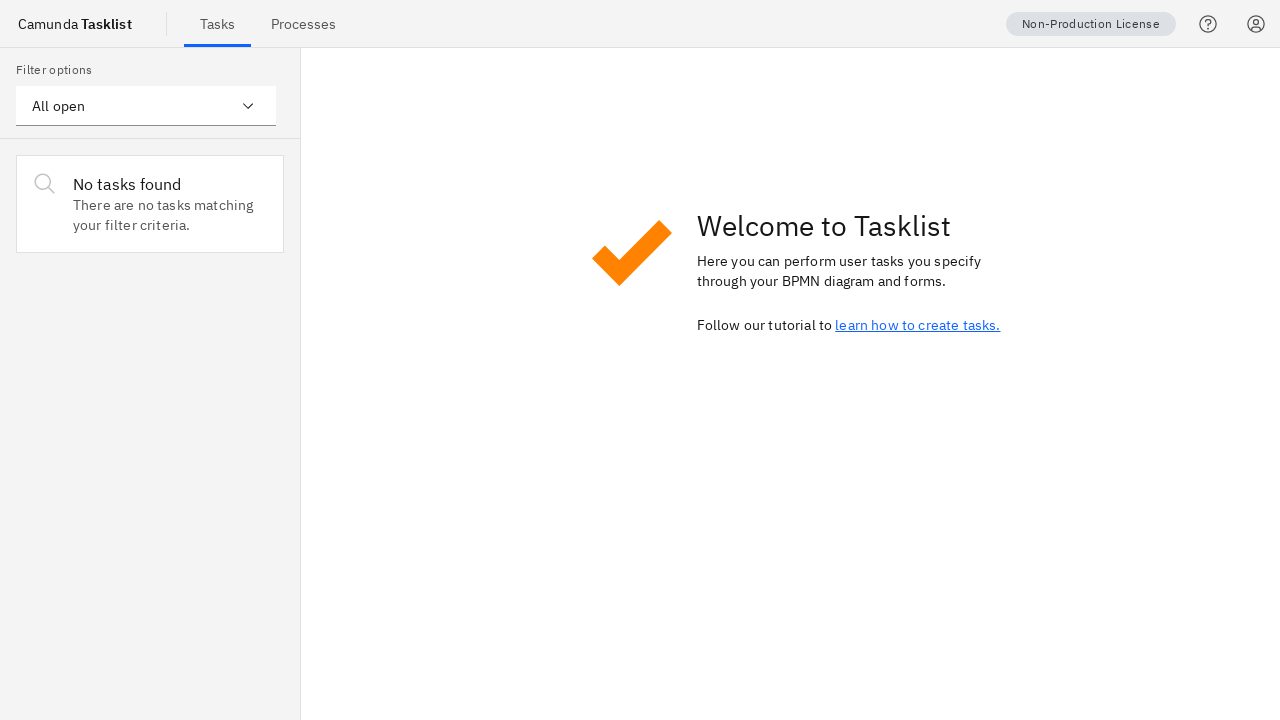 Camunda Tasklist
Tasks
Processes
Non-Production License
Filter options
All open
No tasks found
There are no tasks matching
your filter criteria.
Welcome to Tasklist
Here you can perform user tasks you specify
through your BPMN diagram and forms.
Follow our tutorial to learn how to create tasks.